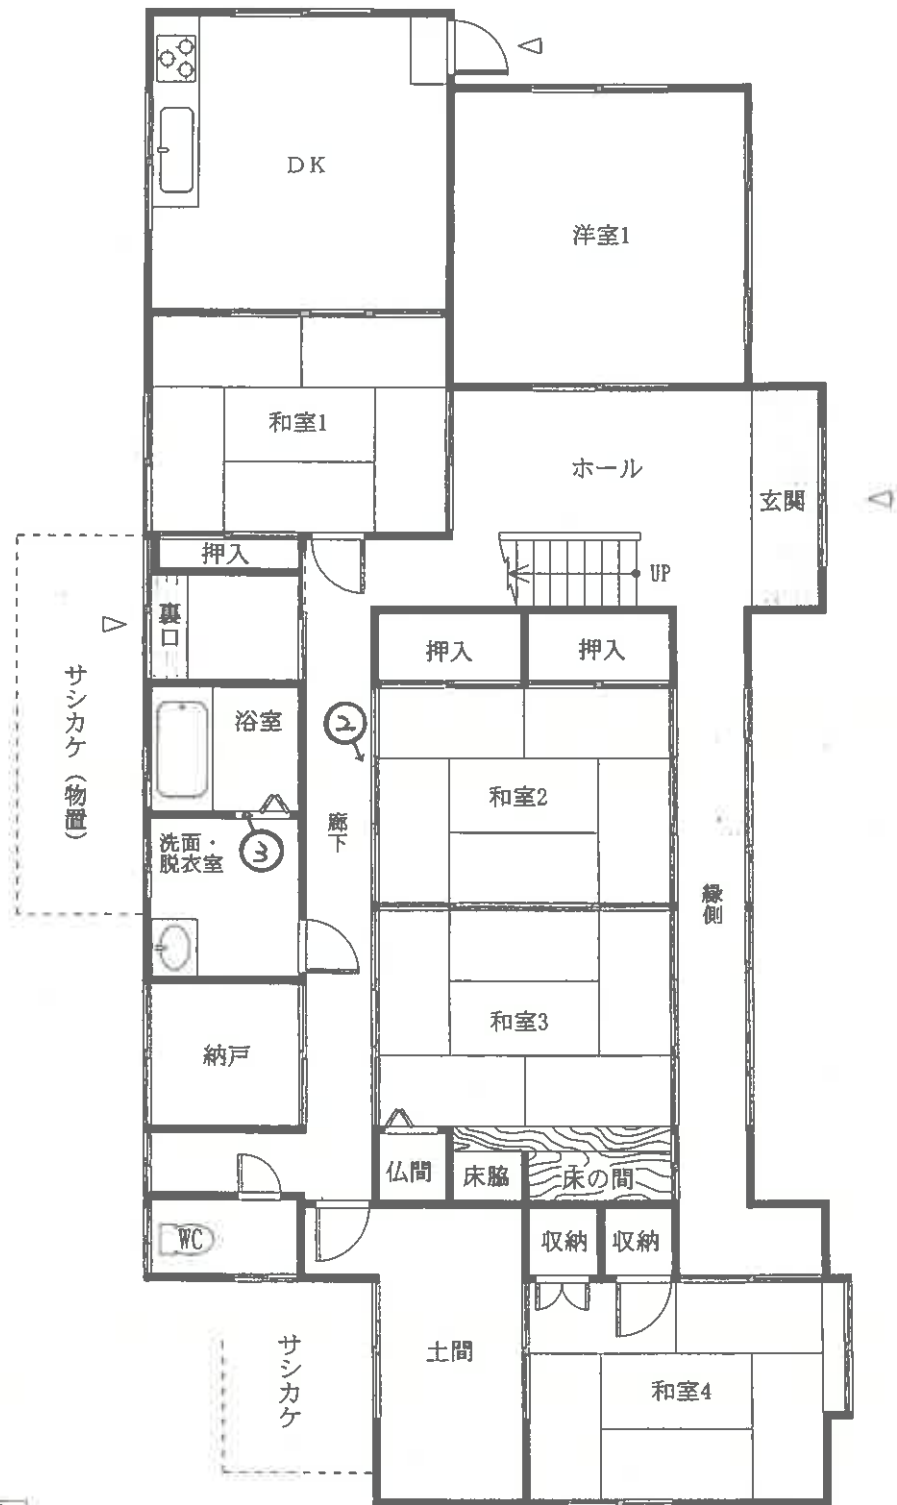 DK
洋室1
和室1
ホール
玄関
押入
UP
裏口
押入
押入
サシカケ（物置）
浴室
②
和室2
廊下
洗面・
脱衣室
③
縁側
和室3
納戸
仏間
床脇
床の間
WC
収納
収納
サシカケ
土間
和室4